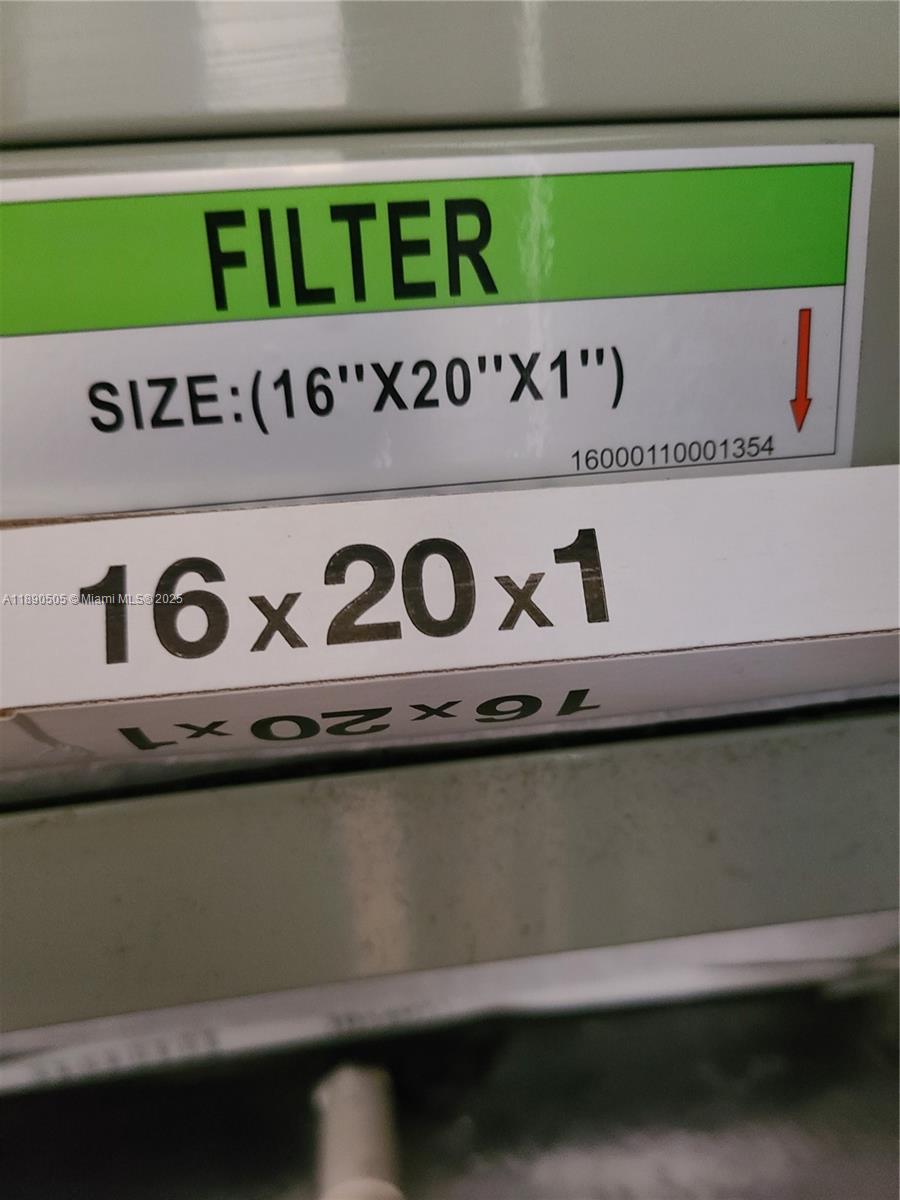 FILTER
SIZE:(16"X20"X1")
16000110001354
16x20x1
A11890505 © Miami MLS® 2025
16x20x1